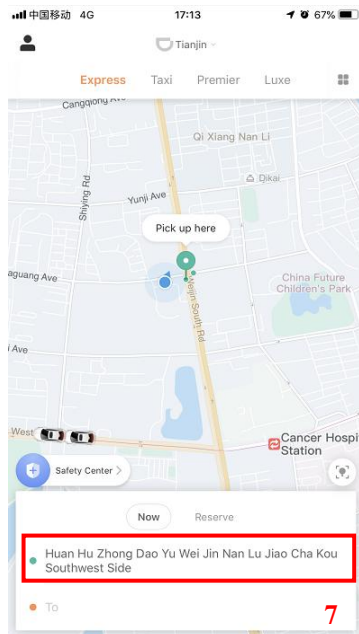 中国移动 4G 17:13 67%
Tianjin
Express Taxi Premier Luxe
Cangqiong Ave
Qi Xiang Nan Li
Dikai
Shiying Rd
Yunji Ave
Pick up here
aguang Ave
China Future
Children's Park
Weijin South Rd
i Ave
West
Cancer Hospi
Station
Safety Center >
Now Reserve
Huan Hu Zhong Dao Yu Wei Jin Nan Lu Jiao Cha Kou
Southwest Side
To
7